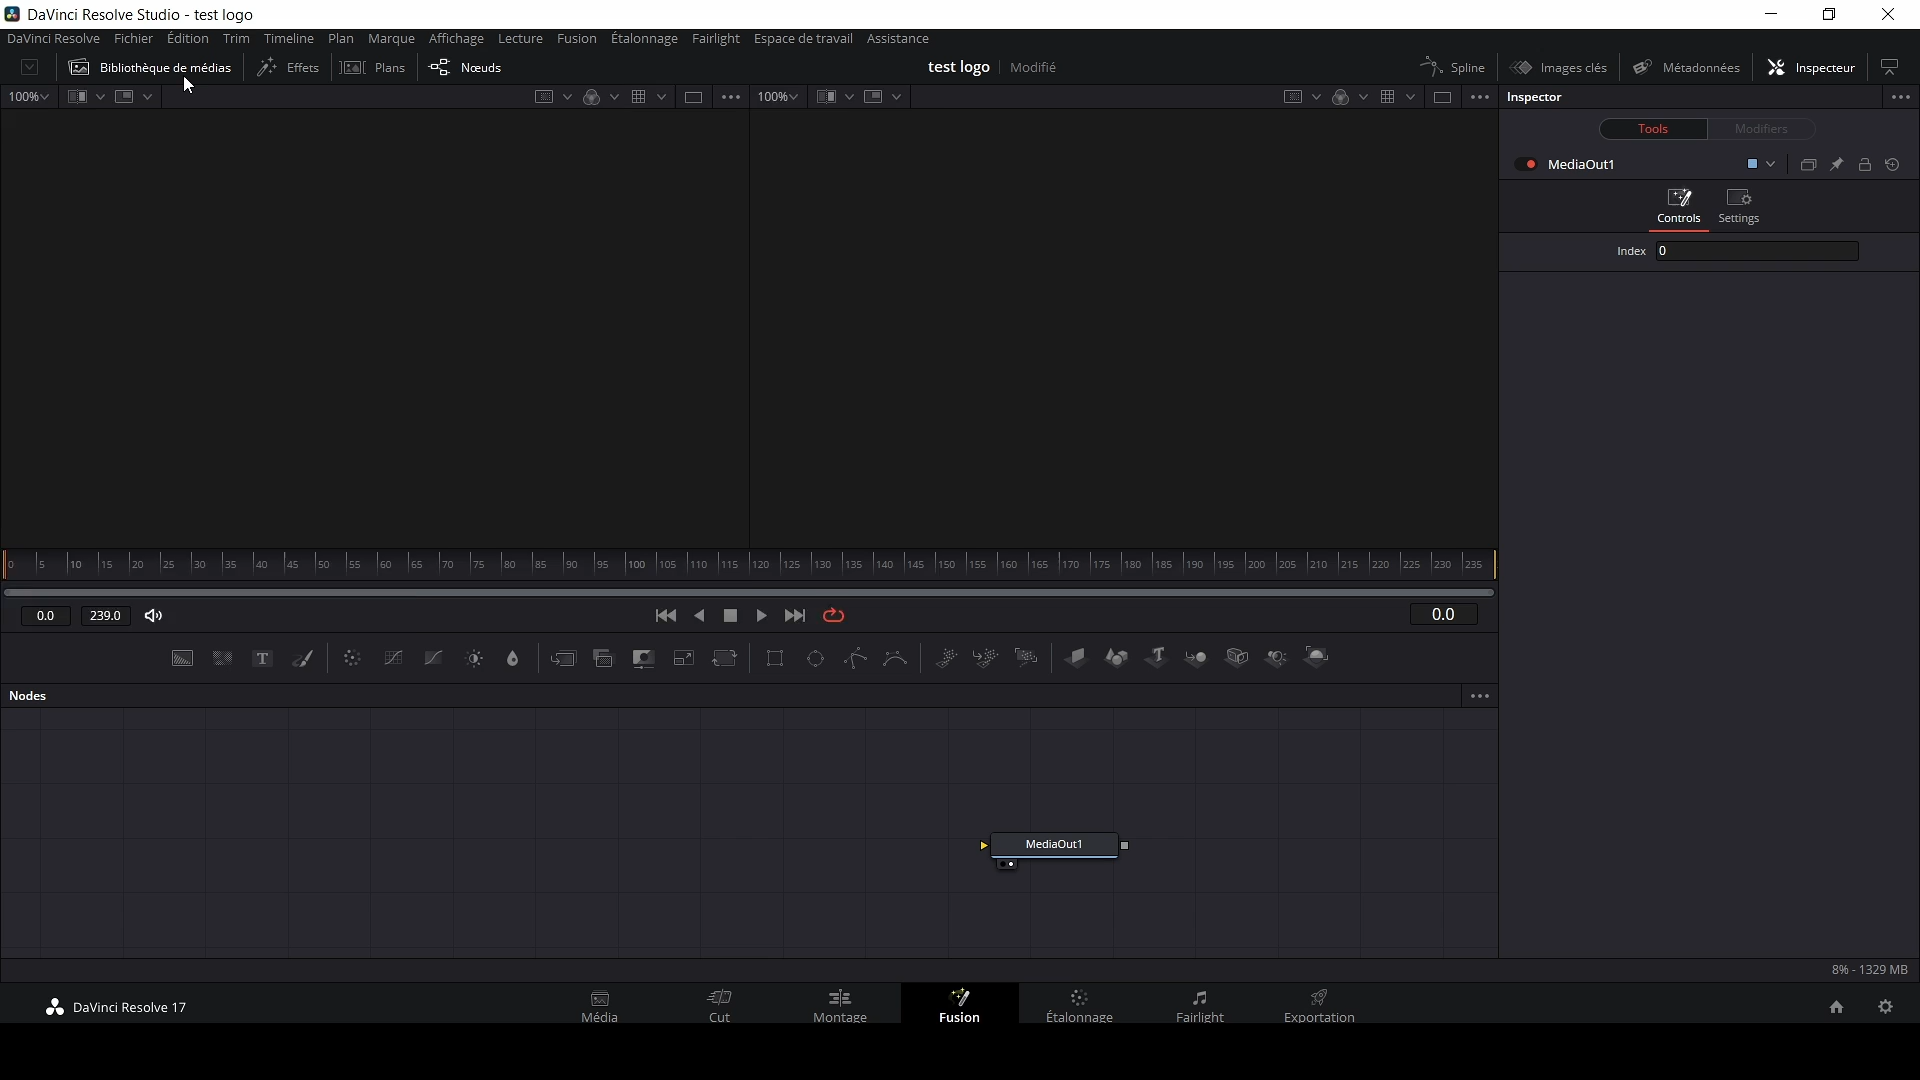 DaVinci Resolve Studio - test logo
DaVinci Resolve Fichier Édition Trim Timeline Plan Marque Affichage Lecture Fusion Étalonnage Fairlight Espace de travail Assistance
Bibliothèque de médias Effets Plans Nœuds test logo Modifié Spline Images clés Métadonnées Inspecteur
100% 100% Inspector
Tools Modifiers
MediaOut1
Controls Settings
Index 0
0 5 10 15 20 25 30 35 40 45 50 55 60 65 70 75 80 85 90 95 100 105 110 115 120 125 130 135 140 145 150 155 160 165 170 175 180 185 190 195 200 205 210 215 220 225 230 235
0.0 239.0 0.0
T T
Nodes
MediaOut1
8% - 1329 MB
DaVinci Resolve 17 Média Cut Montage Fusion Étalonnage Fairlight Exportation